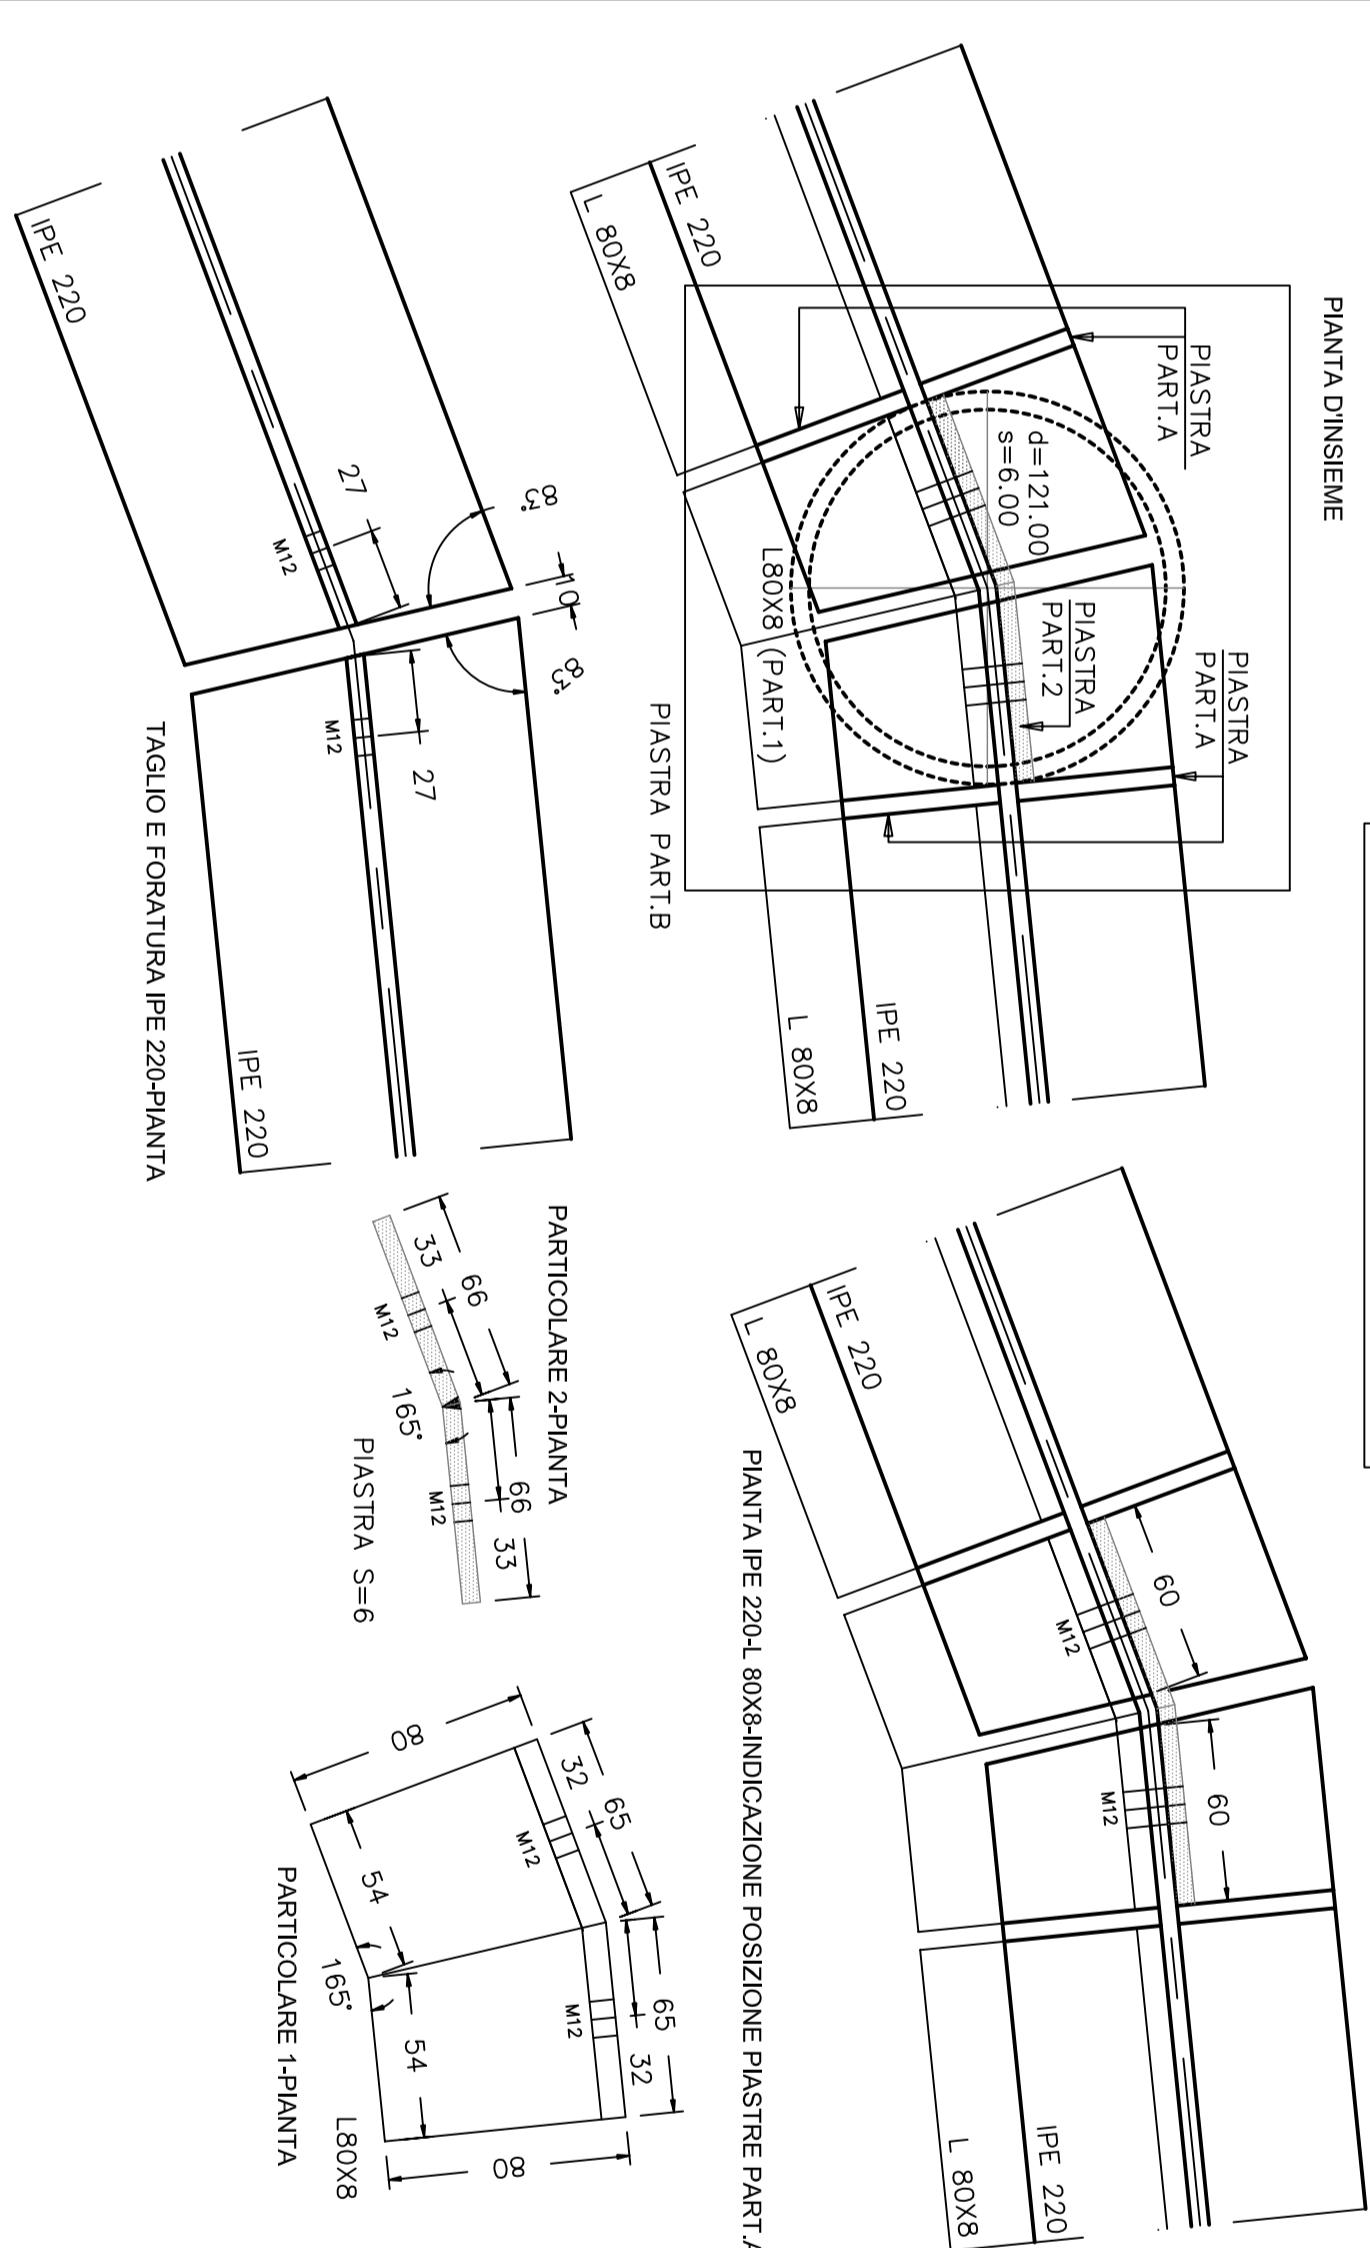 PIANTA D'INSIEME
PIASTRA
PART.A
PIASTRA
PART.A
d=121.00
s=6.00
PIASTRA
PART.2
L80X8 (PART.1)
IPE 220
L 80X8
IPE 220
L 80X8
PIASTRA PART.B
IPE 220
L 80X8
60
M12
60
M12
IPE 220
L 80X8
PIANTA IPE 220-L 80X8-INDICAZIONE POSIZIONE PIASTRE PART.A
IPE 220
27
M12
83°
10
83°
27
M12
IPE 220
TAGLIO E FORATURA IPE 220-PIANTA
PARTICOLARE 2-PIANTA
66
33
M12
165°
66
33
M12
PIASTRA S=6
80
65
32
M12
54
165°
65
32
M12
54
80
L80X8
PARTICOLARE 1-PIANTA